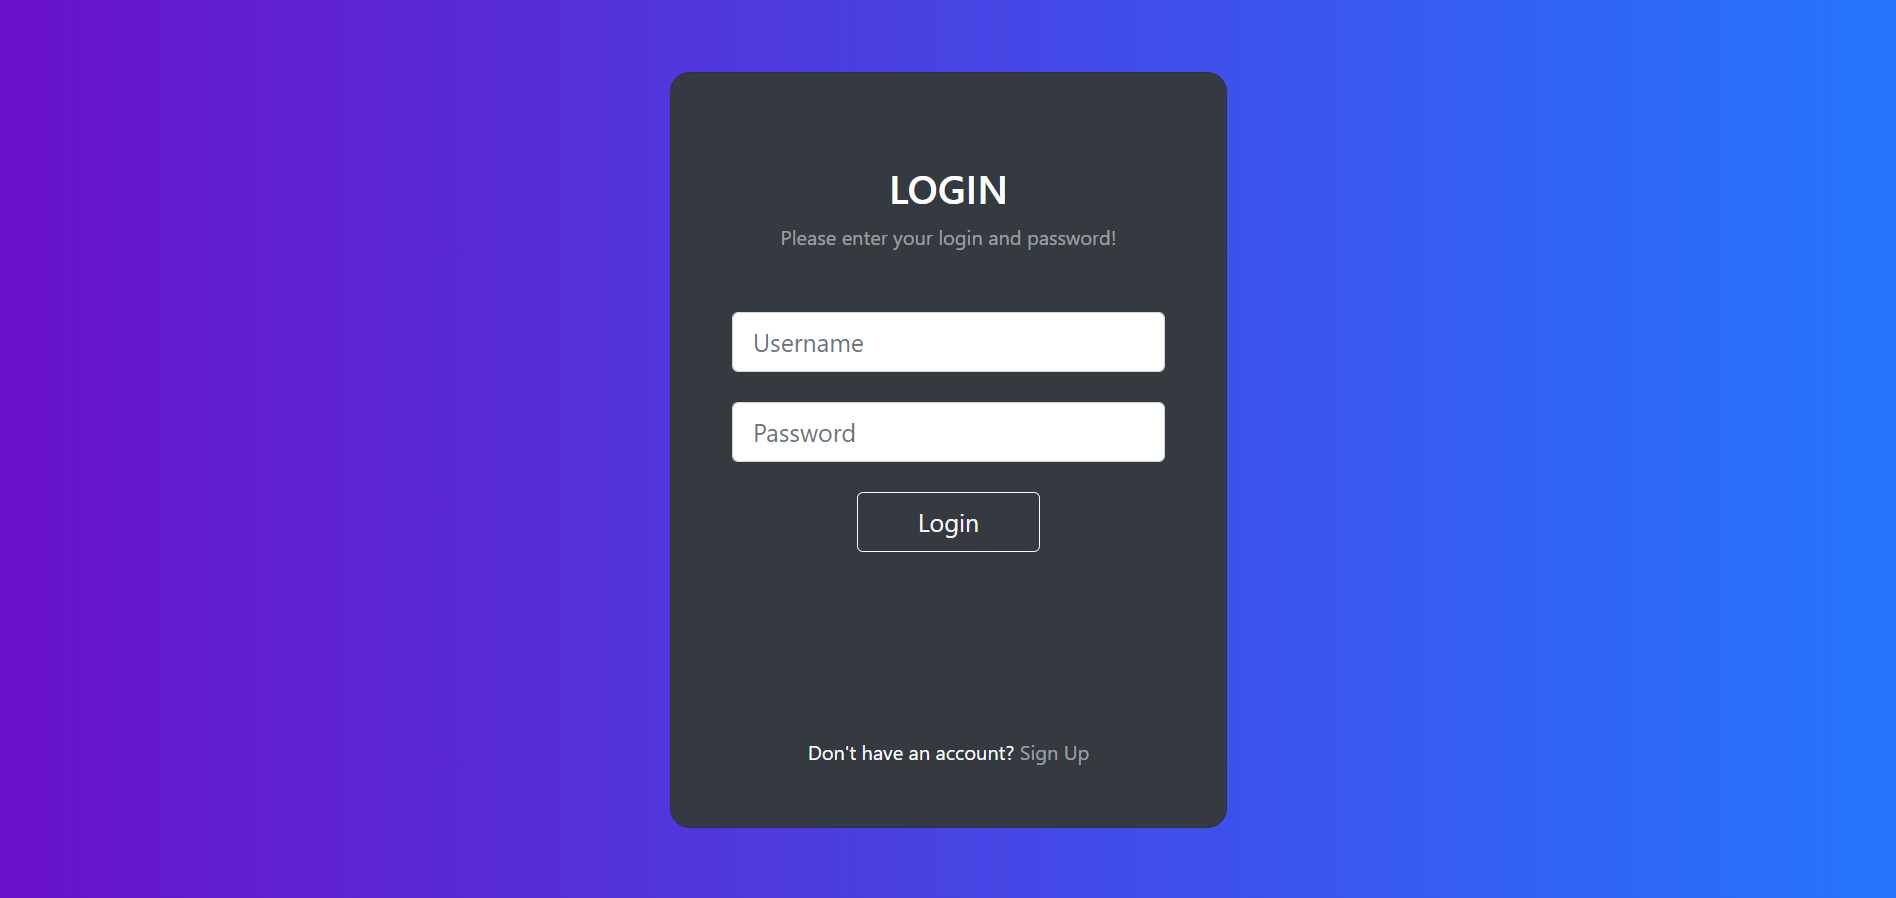 LOGIN
Please enter your login and password!
Username
Password
Login
Don't have an account? Sign Up